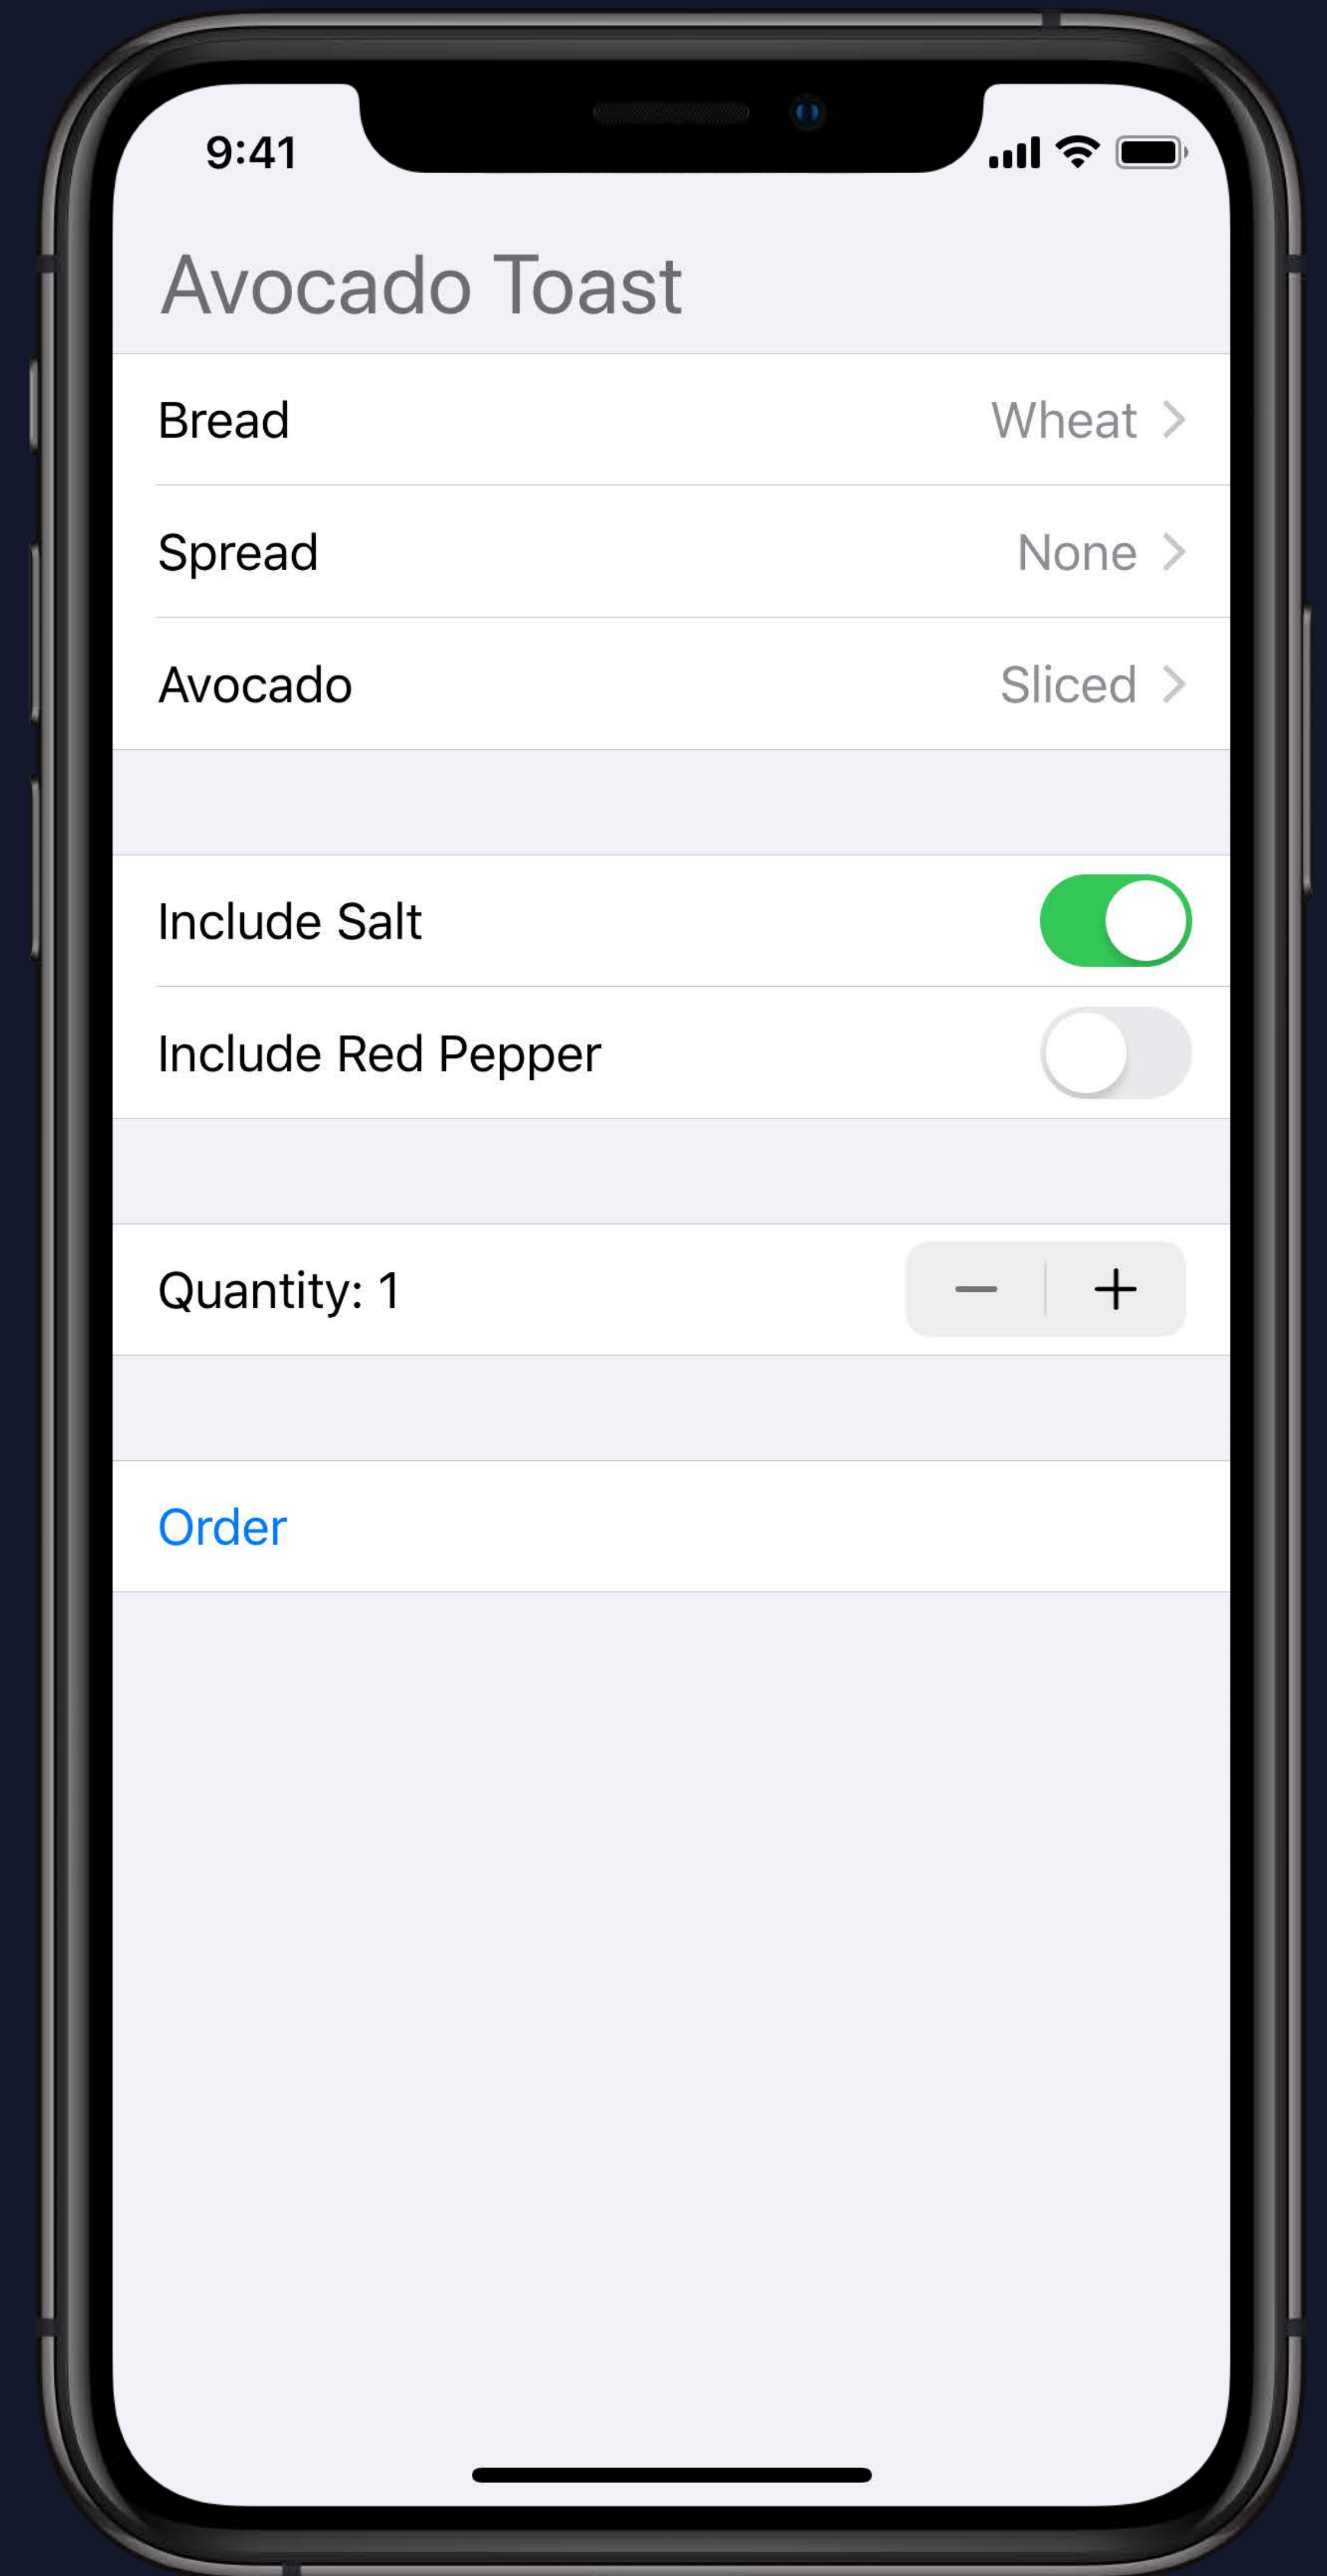 9:41
Avocado Toast
Bread Wheat
Spread None
Avocado Sliced
Include Salt
Include Red Pepper
Quantity: 1
Order